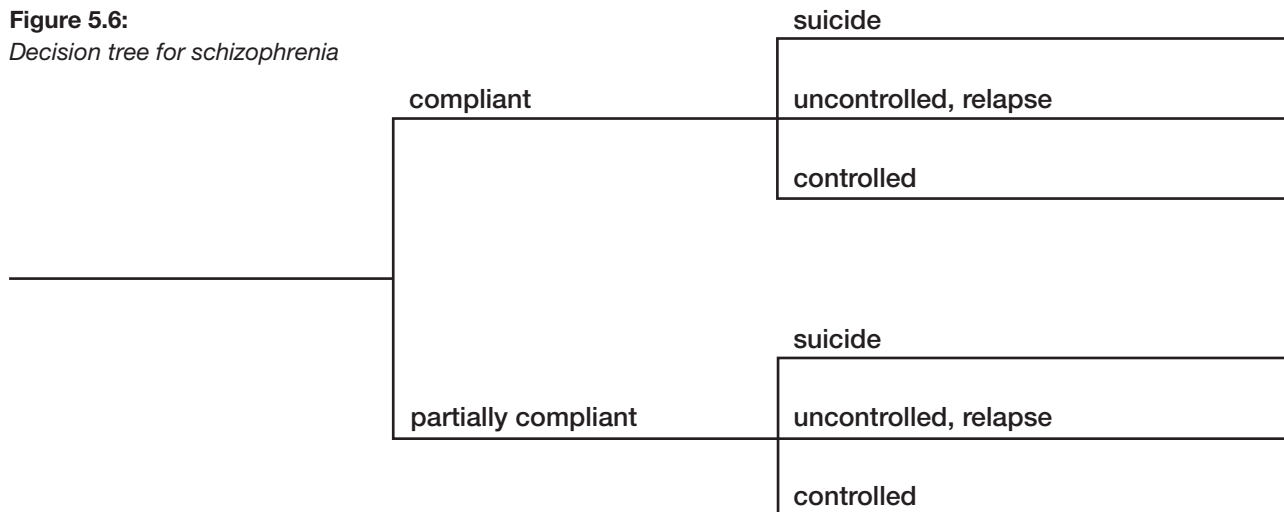 Figure 5.6:
Decision tree for schizophrenia
suicide
compliant
uncontrolled, relapse
controlled
suicide
partially compliant
uncontrolled, relapse
controlled